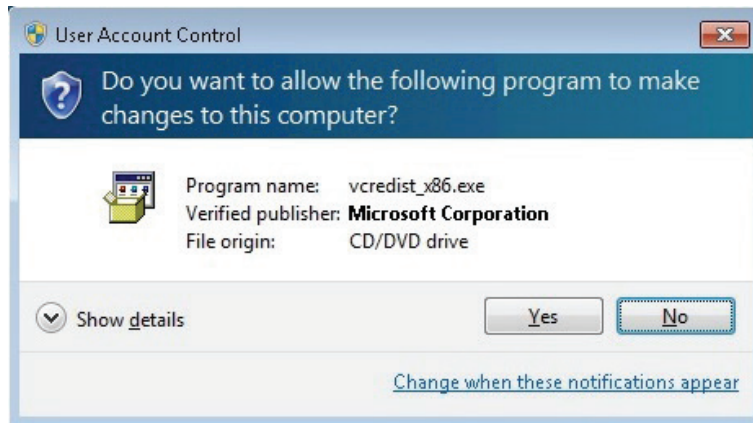 User Account Control
Do you want to allow the following program to make
changes to this computer?
Program name: vcredist_x86.exe
Verified publisher: Microsoft Corporation
File origin: CD/DVD drive
Show details
Yes
No
Change when these notifications appear